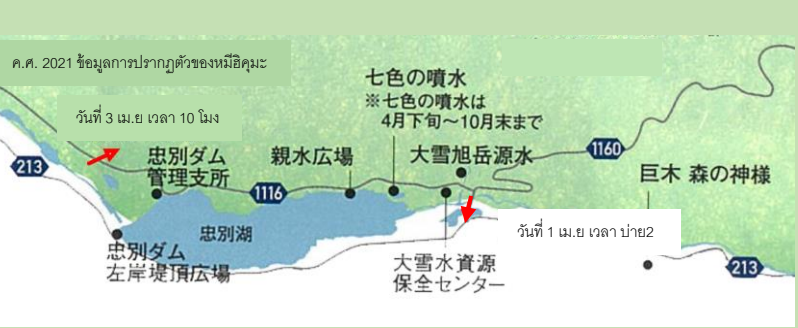 ค.ศ. 2021 ข้อมูลการปรากฏตัวของหมีฮิคุมะ
七色の噴水
※七色の噴水は
4月下旬～10月末まで
วันที่ 3 เม.ย เวลา 10 โมง
213
忠別ダム
管理支所
親水広場
大雪旭岳源水
1160
巨木 森の神様
1116
忠別湖
วันที่ 1 เม.ย เวลา บ่าย2
忠別ダム
左岸堤頂広場
大雪水資源
保全センター
213